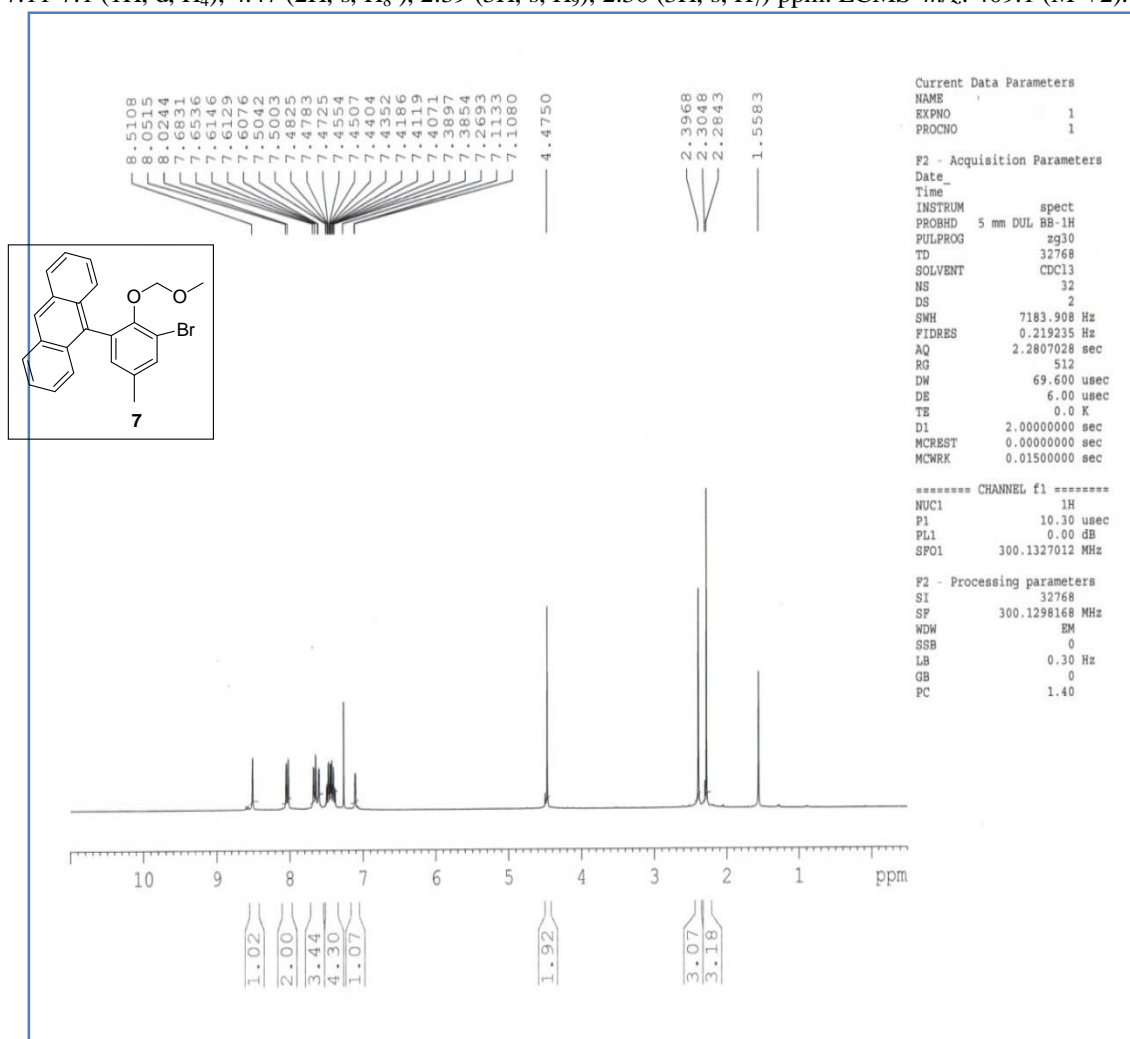 7.11-7.1 (1H, d, H4), 4.47 (2H, s, H8), 2.39 (3H, s, H9), 2.30 (3H, s, H7) ppm. LCMS
8.5108
8.0515
8.0244
7.6831
7.6536
7.6146
7.6129
7.6076
7.5042
7.5003
7.4825
7.4783
7.4725
7.4554
7.4507
7.4404
7.4352
7.4186
7.4119
7.4071
7.3897
7.3854
7.2693
7.1133
7.1080
4.4750
2.3968
2.3048
2.2843
1.5583
O
O
Br
7
Current Data Parameters
NAME
EXPNO 1
PROCNO 1
F2 - Acquisition Parameters
Date_
Time
INSTRUM spect
PROBHD 5 mm DUL BB-1H
PULPROG zg30
TD 32768
SOLVENT CDCl3
NS 32
DS 2
SWH 7183.908 Hz
FIDRES 0.219235 Hz
AQ 2.2807028 sec
RG 512
DW 69.600 usec
DE 6.00 usec
TE 0.0 K
D1 2.00000000 sec
MCREST 0.00000000 sec
MCWRK 0.01500000 sec
======== CHANNEL f1 ========
NUC1 1H
P1 10.30 usec
PL1 0.00 dB
SFO1 300.1327012 MHz
F2 - Processing parameters
SI 32768
SF 300.1298168 MHz
WDW EM
SSB 0
LB 0.30 Hz
GB 0
PC 1.40
10 9 8 7 6 5 4 3 2 1 ppm
1.02
2.00
3.44
4.30
1.07
1.92
3.07
3.18